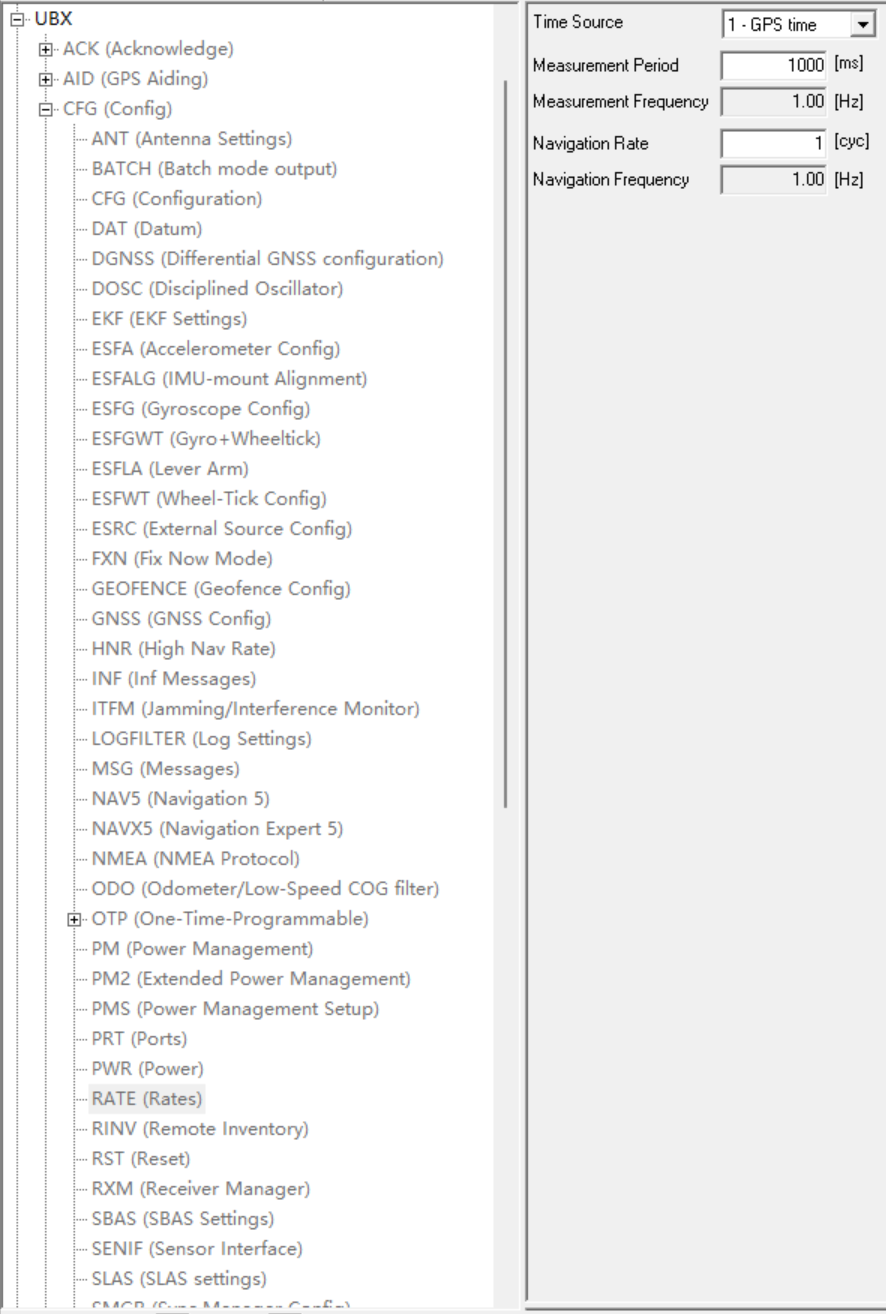 UBX
ACK (Acknowledge)
AID (GPS Aiding)
CFG (Config)
ANT (Antenna Settings)
BATCH (Batch mode output)
CFG (Configuration)
DAT (Datum)
DGNSS (Differential GNSS configuration)
DOSC (Disciplined Oscillator)
EKF (EKF Settings)
ESFA (Accelerometer Config)
ESFALG (IMU-mount Alignment)
ESFG (Gyroscope Config)
ESFGWT (Gyro+Wheeltick)
ESFLA (Lever Arm)
ESFWT (Wheel-Tick Config)
ESRC (External Source Config)
FXN (Fix Now Mode)
GEOFENCE (Geofence Config)
GNSS (GNSS Config)
HNR (High Nav Rate)
INF (Inf Messages)
ITFM (Jamming/Interference Monitor)
LOGFILTER (Log Settings)
MSG (Messages)
NAV5 (Navigation 5)
NAVX5 (Navigation Expert 5)
NMEA (NMEA Protocol)
ODO (Odometer/Low-Speed COG filter)
OTP (One-Time-Programmable)
PM (Power Management)
PM2 (Extended Power Management)
PMS (Power Management Setup)
PRT (Ports)
PWR (Power)
RATE (Rates)
RINV (Remote Inventory)
RST (Reset)
RXM (Receiver Manager)
SBAS (SBAS Settings)
SENIF (Sensor Interface)
SLAS (SLAS settings)
Time Source 1 - GPS time
Measurement Period 1000 [ms]
Measurement Frequency 1.00 [Hz]
Navigation Rate 1 [cyc]
Navigation Frequency 1.00 [Hz]